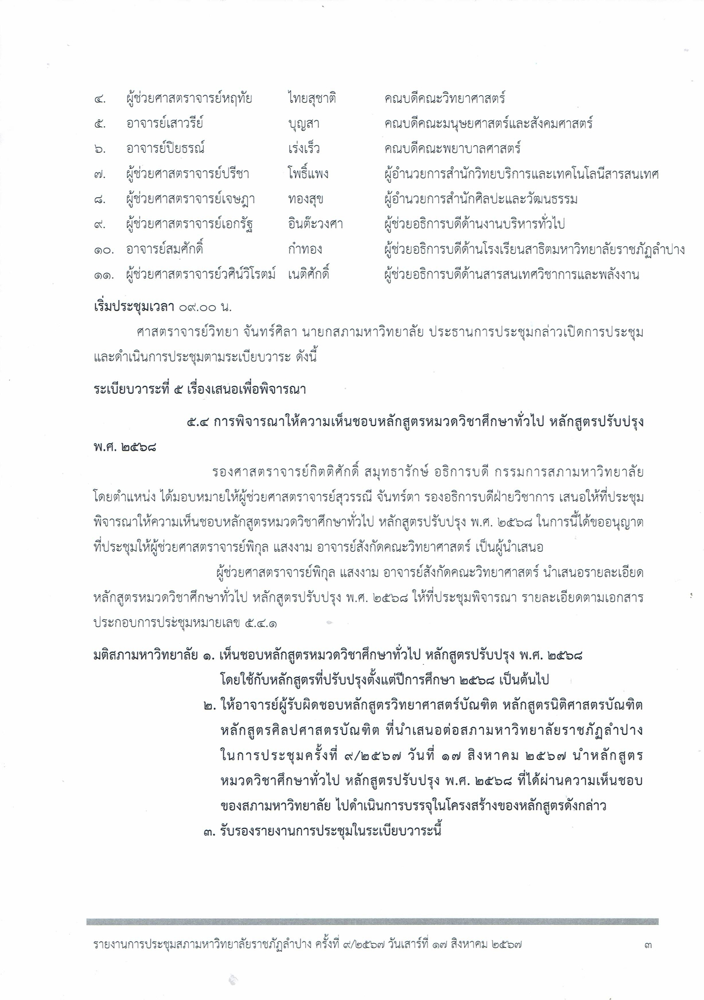 ๔. ผู้ช่วยศาสตราจารย์หฤทัย ไทยสุชาติ คณบดีคณะวิทยาศาสตร์
๕. อาจารย์เสาวรีย์ บุญสา คณบดีคณะมนุษยศาสตร์และสังคมศาสตร์
๖. อาจารย์ปิยธรณ์ เร่งเร็ว คณบดีคณะพยาบาลศาสตร์
๗. ผู้ช่วยศาสตราจารย์ปรีชา โพธิ์แพง ผู้อำนวยการสำนักวิทยบริการและเทคโนโลนีสารสนเทศ
๘. ผู้ช่วยศาสตราจารย์เจษฎา ทองสุข ผู้อำนวยการสำนักศิลปะและวัฒนธรรม
๙. ผู้ช่วยศาสตราจารย์เอกรัฐ อินต๊ะวงศา ผู้ช่วยอธิการบดีด้านงานบริหารทั่วไป
๑๐. อาจารย์สมศักดิ์ ก๋าทอง ผู้ช่วยอธิการบดีด้านโรงเรียนสาธิตมหาวิทยาลัยราชภัฏลำปาง
๑๑. ผู้ช่วยศาสตราจารย์วศิน์วิโรตม์ เนติศักดิ์ ผู้ช่วยอธิการบดีด้านสารสนเทศวิชาการและพลังงาน
เริ่มประชุมเวลา ๐๙.๐๐ น.
ศาสตราจารย์วิทยา จันทร์ศิลา นายกสภามหาวิทยาลัย ประธานการประชุมกล่าวเปิดการประชุม
และดำเนินการประชุมตามระเบียบวาระ ดังนี้
ระเบียบวาระที่ ๕ เรื่องเสนอเพื่อพิจารณา
๕.๔ การพิจารณาให้ความเห็นชอบหลักสูตรหมวดวิชาศึกษาทั่วไป หลักสูตรปรับปรุง
พ.ศ. ๒๕๖๘
รองศาสตราจารย์กิตติศักดิ์ สมุทธารักษ์ อธิการบดี กรรมการสภามหาวิทยาลัย
โดยตำแหน่ง ได้มอบหมายให้ผู้ช่วยศาสตราจารย์สุวรรณี จันทร์ตา รองอธิการบดีฝ่ายวิชาการ เสนอให้ที่ประชุม
พิจารณาให้ความเห็นชอบหลักสูตรหมวดวิชาศึกษาทั่วไป หลักสูตรปรับปรุง พ.ศ. ๒๕๖๘ ในการนี้ได้ขออนุญาต
ที่ประชุมให้ผู้ช่วยศาสตราจารย์พิกุล แสงงาม อาจารย์สังกัดคณะวิทยาศาสตร์ เป็นผู้นำเสนอ
ผู้ช่วยศาสตราจารย์พิกุล แสงงาม อาจารย์สังกัดคณะวิทยาศาสตร์ นำเสนอรายละเอียด
หลักสูตรหมวดวิชาศึกษาทั่วไป หลักสูตรปรับปรุง พ.ศ. ๒๕๖๘ ให้ที่ประชุมพิจารณา รายละเอียดตามเอกสาร
ประกอบการประชุมหมายเลข ๕.๔.๑
มติสภามหาวิทยาลัย ๑. เห็นชอบหลักสูตรหมวดวิชาศึกษาทั่วไป หลักสูตรปรับปรุง พ.ศ. ๒๕๖๘
โดยใช้กับหลักสูตรที่ปรับปรุงตั้งแต่ปีการศึกษา ๒๕๖๘ เป็นต้นไป
๒. ให้อาจารย์ผู้รับผิดชอบหลักสูตรวิทยาศาสตร์บัณฑิต หลักสูตรนิติศาสตรบัณฑิต
หลักสูตรศิลปศาสตรบัณฑิต ที่นำเสนอต่อสภามหาวิทยาลัยราชภัฏลำปาง
ในการประชุมครั้งที่ ๙/๒๕๖๗ วันที่ ๑๗ สิงหาคม ๒๕๖๗ นำหลักสูตร
หมวดวิชาศึกษาทั่วไป หลักสูตรปรับปรุง พ.ศ. ๒๕๖๘ ที่ได้ผ่านความเห็นชอบ
ของสภามหาวิทยาลัย ไปดำเนินการบรรจุในโครงสร้างของหลักสูตรดังกล่าว
๓. รับรองรายงานการประชุมในระเบียบวาระนี้
รายงานการประชุมสภามหาวิทยาลัยราชภัฏลำปาง ครั้งที่ ๙/๒๕๖๗ วันเสาร์ที่ ๑๗ สิงหาคม ๒๕๖๗ ๓